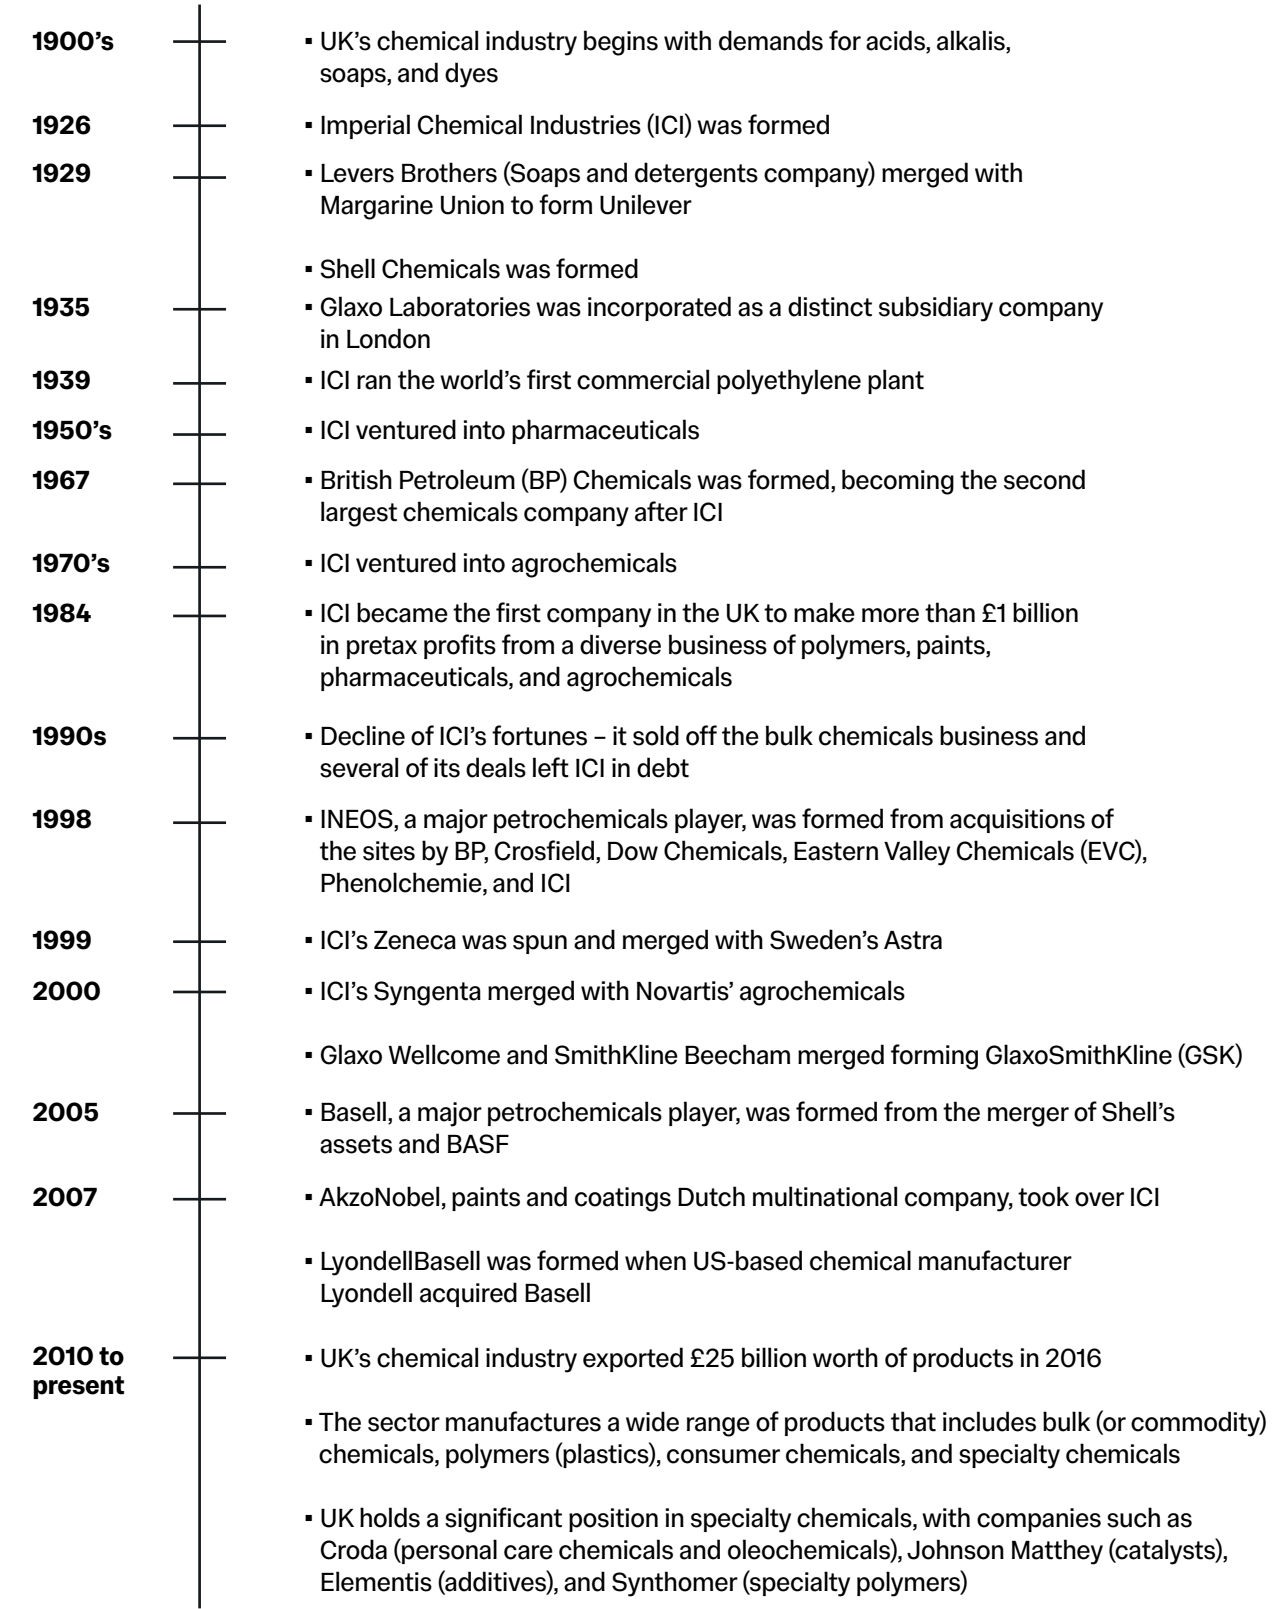 1900’s
▪ UK’s chemical industry begins with demands for acids, alkalis,
soaps, and dyes
1926
▪ Imperial Chemical Industries (ICI) was formed
1929
▪ Levers Brothers (Soaps and detergents company) merged with
Margarine Union to form Unilever
▪ Shell Chemicals was formed
1935
▪ Glaxo Laboratories was incorporated as a distinct subsidiary company
in London
1939
▪ ICI ran the world’s first commercial polyethylene plant
1950’s
▪ ICI ventured into pharmaceuticals
1967
▪ British Petroleum (BP) Chemicals was formed, becoming the second
largest chemicals company after ICI
1970’s
▪ ICI ventured into agrochemicals
1984
▪ ICI became the first company in the UK to make more than £1 billion
in pretax profits from a diverse business of polymers, paints,
pharmaceuticals, and agrochemicals
1990s
▪ Decline of ICI’s fortunes – it sold off the bulk chemicals business and
several of its deals left ICI in debt
1998
▪ INEOS, a major petrochemicals player, was formed from acquisitions of
the sites by BP, Crosfield, Dow Chemicals, Eastern Valley Chemicals (EVC),
Phenolchemie, and ICI
1999
▪ ICI’s Zeneca was spun and merged with Sweden’s Astra
2000
▪ ICI’s Syngenta merged with Novartis’ agrochemicals
▪ Glaxo Wellcome and SmithKline Beecham merged forming GlaxoSmithKline (GSK)
2005
▪ Basell, a major petrochemicals player, was formed from the merger of Shell’s
assets and BASF
2007
▪ AkzoNobel, paints and coatings Dutch multinational company, took over ICI
▪ LyondellBasell was formed when US-based chemical manufacturer
Lyondell acquired Basell
2010 to
present
▪ UK’s chemical industry exported £25 billion worth of products in 2016
▪ The sector manufactures a wide range of products that includes bulk (or commodity)
chemicals, polymers (plastics), consumer chemicals, and specialty chemicals
▪ UK holds a significant position in specialty chemicals, with companies such as
Croda (personal care chemicals and oleochemicals), Johnson Matthey (catalysts),
Elementis (additives), and Synthomer (specialty polymers)